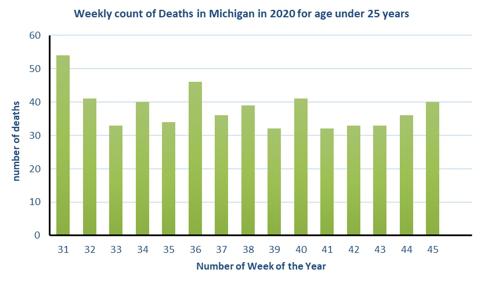 Weekly count of Deaths in Michigan in 2020 for age under 25 years
number of deaths
60
50
40
30
20
10
0
31 32 33 34 35 36 37 38 39 40 41 42 43 44 45
Number of Week of the Year